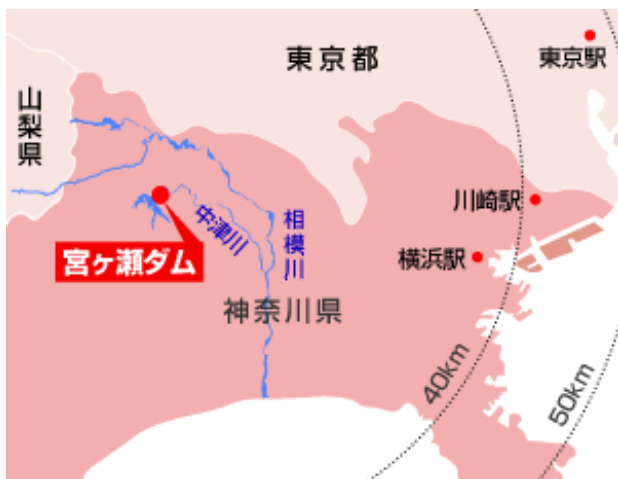 東京都
東京駅
山梨県
川崎駅
相模川
中津川
横浜駅
宮ヶ瀬ダム
神奈川県
40km
50km